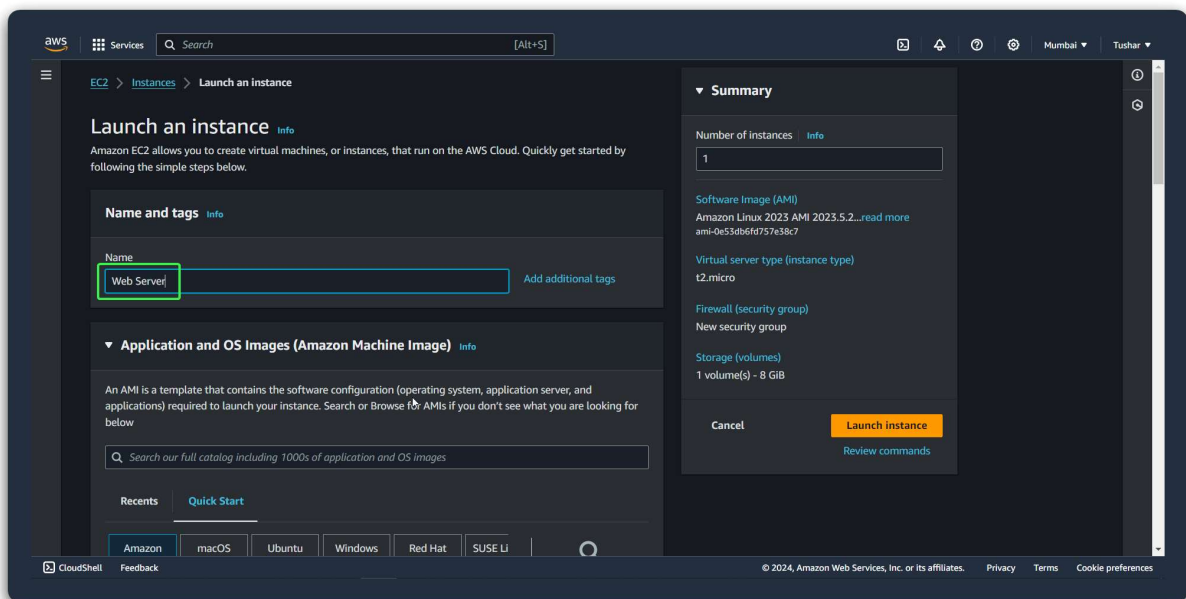 aws
Services
Search
[Alt+S]
Mumbai
Tushar
EC2 > Instances > Launch an instance
Launch an instance Info
Amazon EC2 allows you to create virtual machines, or instances, that run on the AWS Cloud. Quickly get started by
following the simple steps below.
Name and tags Info
Name
Web Server
Add additional tags
Application and OS Images (Amazon Machine Image) Info
An AMI is a template that contains the software configuration (operating system, application server, and
applications) required to launch your instance. Search or Browse for AMIs if you don't see what you are looking for
below
Search our full catalog including 1000s of application and OS images
Recents
Quick Start
Amazon
macOS
Ubuntu
Windows
Red Hat
SUSE Li
Summary
Number of instances Info
1
Software Image (AMI)
Amazon Linux 2023 AMI 2023.5.2...read more
ami-0e53db6fd757e38c7
Virtual server type (instance type)
t2.micro
Firewall (security group)
New security group
Storage (volumes)
1 volume(s) - 8 GiB
Cancel
Launch instance
Review commands
CloudShell
Feedback
© 2024, Amazon Web Services, Inc. or its affiliates.
Privacy
Terms
Cookie preferences